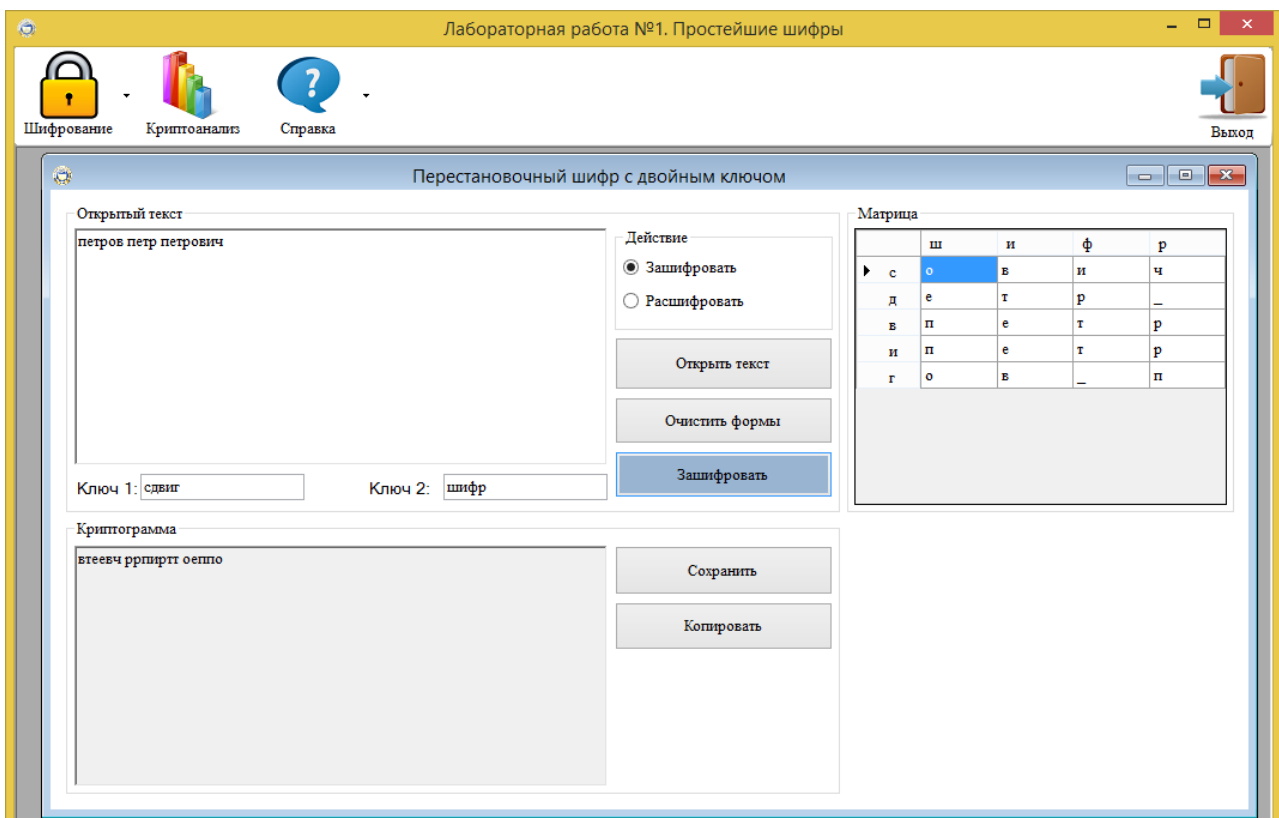 Лабораторная работа №1. Простейшие шифры
Шифрование Криптоанализ Справка Выход
Перестановочный шифр с двойным ключом
Открытый текст
петров петр петрович
Ключ 1: сдвиг Ключ 2: шифр
Действие
Зашифровать
Расшифровать
Открыть текст
Очистить формы
Зашифровать
Матрица
ш и ф р
с о в и ч
д е т р _
в п е т р
и п е т р
г о в _ п
Криптограмма
втеевч ррпиртт оеппо
Сохранить
Копировать